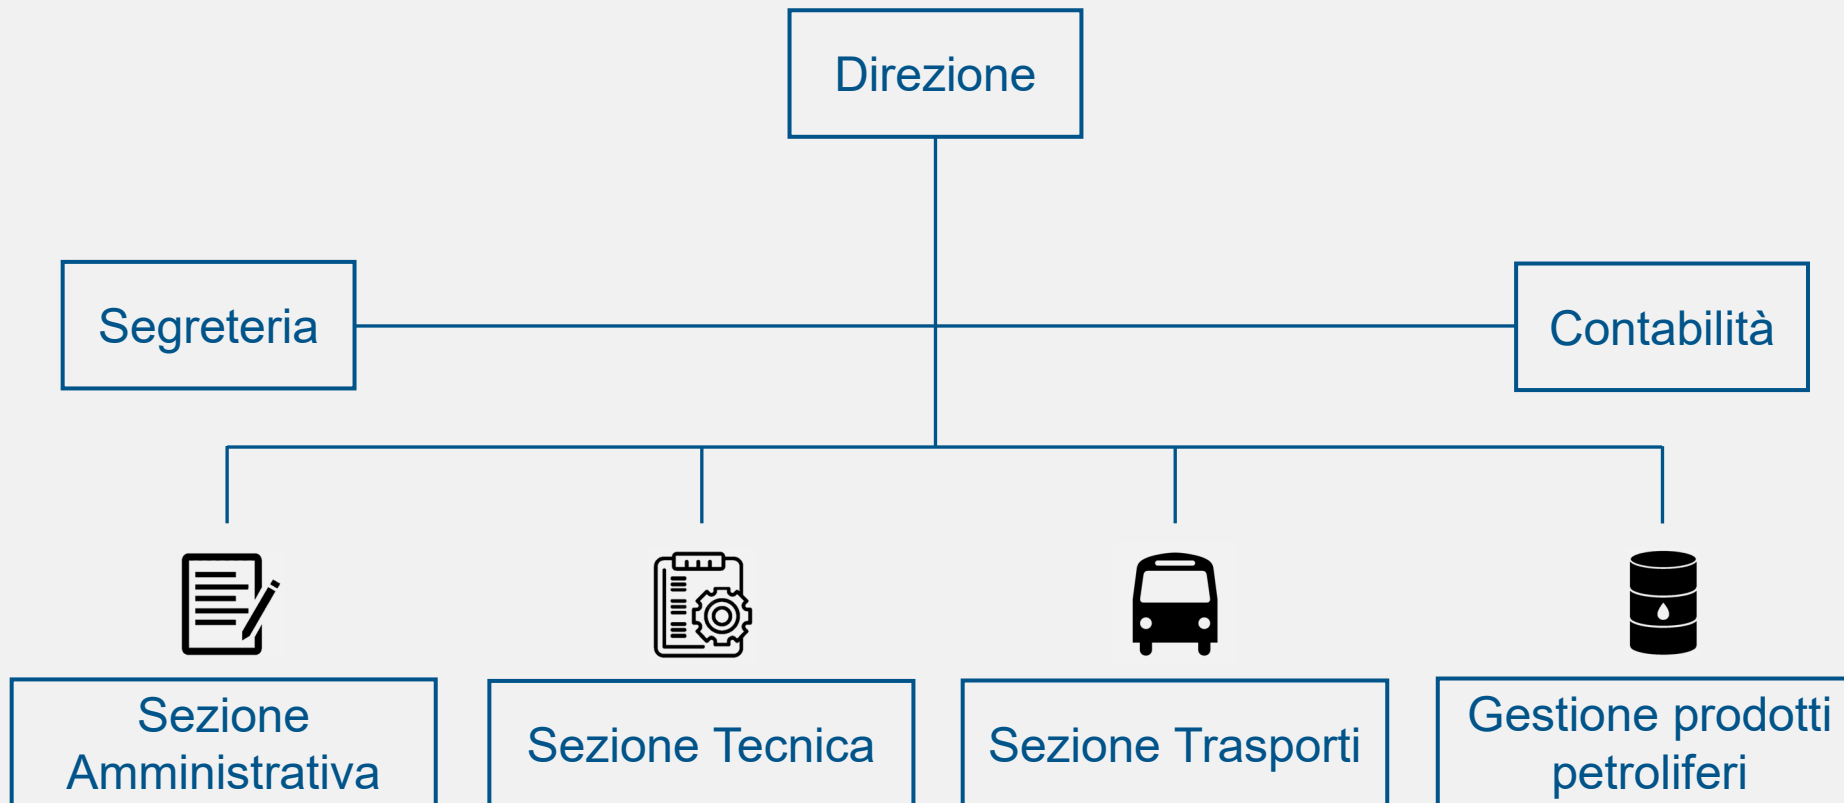 Direzione
Segreteria
Contabilità
Sezione
Amministrativa
Sezione Tecnica
Sezione Trasporti
Gestione prodotti
petroliferi